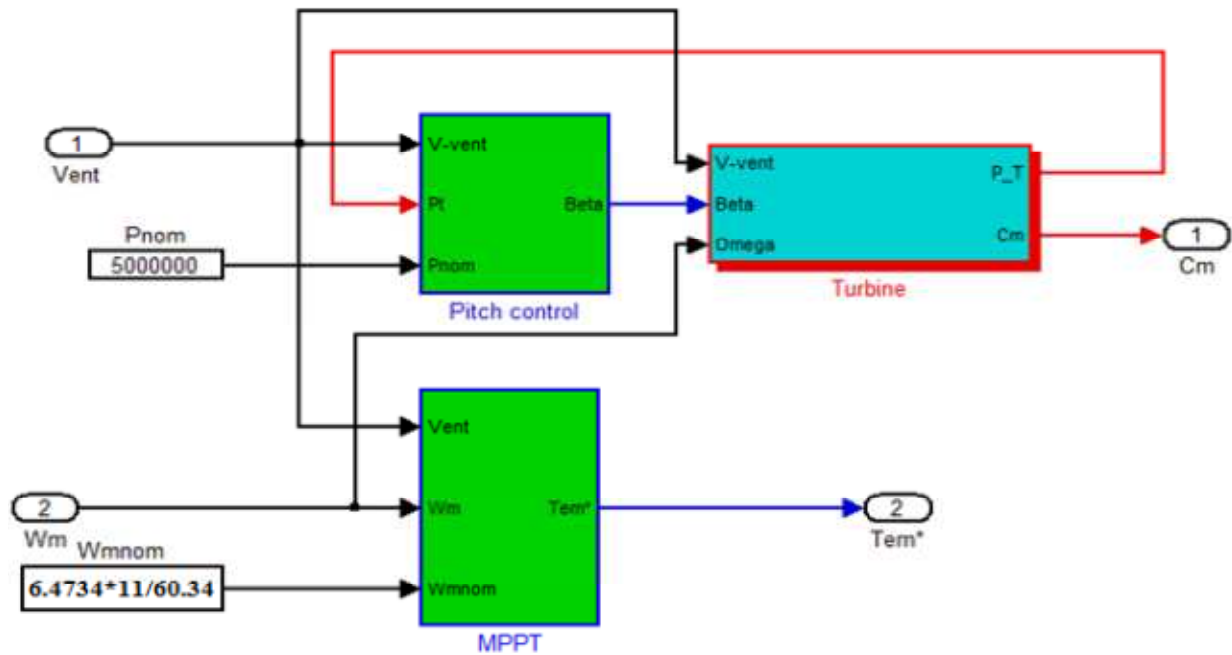 1
Vent
V-vent
Pt
Beta
Pnom
Pitch control
Pnom
5000000
V-vent
Beta
Omega
P_T
Cm
Turbine
1
Cm
2
Wm
Wmnom
6.4734*11/60.34
Vent
Wm
Tem*
Wmnom
MPPT
2
Tem*